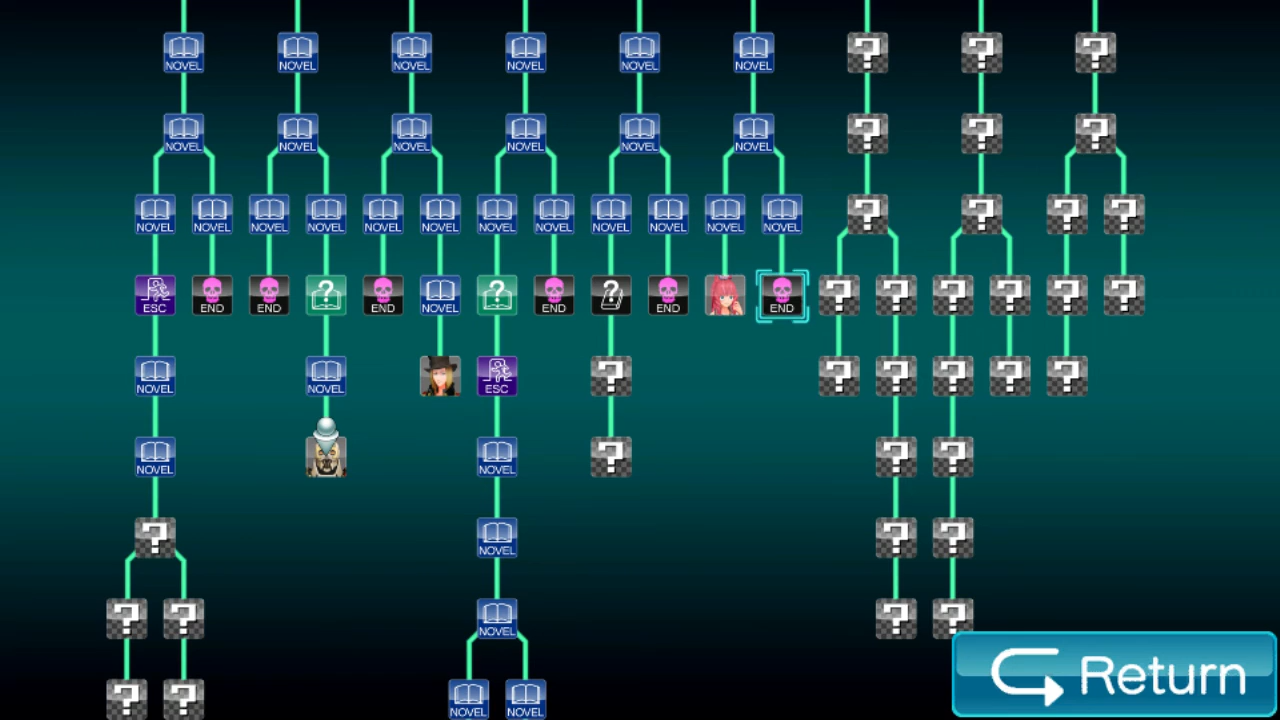 NOVEL NOVEL NOVEL NOVEL NOVEL NOVEL ? ? ?
NOVEL NOVEL NOVEL NOVEL NOVEL NOVEL ? ? ?
NOVEL NOVEL NOVEL NOVEL NOVEL NOVEL NOVEL NOVEL NOVEL NOVEL NOVEL NOVEL ? ? ? ?
ESC END END ? END NOVEL ? END ? END END ? ? ? ? ? ?
NOVEL NOVEL ESC ? ? ? ? ? ?
NOVEL NOVEL ? ? ?
? NOVEL ? ?
? ? NOVEL ? ?
? ? NOVEL NOVEL Return